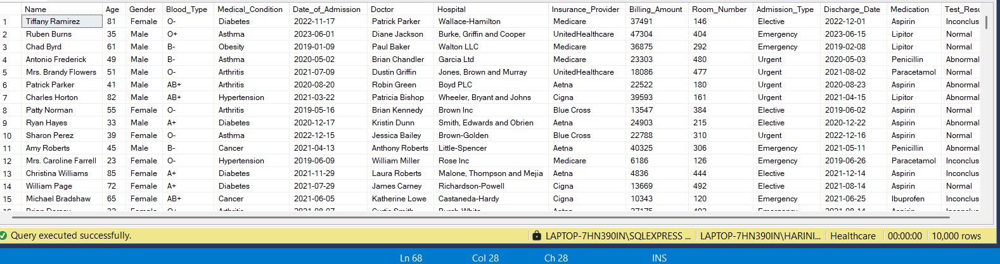 Name Age Gender Blood_Type Medical_Condition Date_of_Admission Doctor Hospital Insurance_Provider Billing_Amount Room_Number Admission_Type Discharge_Date Medication Test_Resu
1 Tiffany Ramirez 81 Female O- Diabetes 2022-11-17 Patrick Parker Wallace-Hamilton Medicare 37491 146 Elective 2022-12-01 Aspirin Inconclus
2 Ruben Burns 35 Male O+ Asthma 2023-06-01 Diane Jackson Burke, Griffin and Cooper UnitedHealthcare 47304 404 Emergency 2023-06-15 Lipitor Normal
3 Chad Byrd 61 Male B- Obesity 2019-01-09 Paul Baker Walton LLC Medicare 36875 292 Emergency 2019-02-08 Lipitor Normal
4 Antonio Frederick 49 Male B- Asthma 2020-05-02 Brian Chandler Garcia Ltd Medicare 23303 480 Urgent 2020-05-03 Penicillin Abnormal
5 Mrs. Brandy Flowers 51 Male O- Arthritis 2021-07-09 Dustin Griffin Jones, Brown and Murray UnitedHealthcare 18086 477 Urgent 2021-08-02 Paracetamol Normal
6 Patrick Parker 41 Male AB+ Arthritis 2020-08-20 Robin Green Boyd PLC Aetna 22522 180 Urgent 2020-08-23 Aspirin Abnormal
7 Charles Horton 82 Male AB+ Hypertension 2021-03-22 Patricia Bishop Wheeler, Bryant and Johns Cigna 39593 161 Urgent 2021-04-15 Lipitor Abnormal
8 Patty Norman 55 Female O- Arthritis 2019-05-16 Brian Kennedy Brown Inc Blue Cross 13547 384 Elective 2019-06-02 Aspirin Normal
9 Ryan Hayes 33 Male A+ Diabetes 2020-12-17 Kristin Dunn Smith, Edwards and Obrien Aetna 24903 215 Elective 2020-12-22 Aspirin Abnormal
10 Sharon Perez 39 Female O- Asthma 2022-12-15 Jessica Bailey Brown-Golden Blue Cross 22788 310 Urgent 2022-12-16 Aspirin Normal
11 Amy Roberts 45 Male B- Cancer 2021-04-13 Anthony Roberts Little-Spencer Aetna 40325 306 Emergency 2021-05-11 Penicillin Abnormal
12 Mrs. Caroline Farrell 23 Female O- Hypertension 2019-06-09 William Miller Rose Inc Medicare 6186 126 Emergency 2019-06-26 Paracetamol Inconclus
13 Christina Williams 85 Female A+ Diabetes 2021-11-29 Laura Roberts Malone, Thompson and Mejia Aetna 4836 444 Elective 2021-12-14 Aspirin Inconclus
14 William Page 72 Female A+ Diabetes 2021-07-29 James Carney Richardson-Powell Cigna 13669 492 Elective 2021-08-14 Aspirin Normal
15 Michael Bradshaw 65 Female AB+ Cancer 2021-06-05 Katherine Lowe Castaneda-Hardy Cigna 10343 120 Emergency 2021-06-25 Ibuprofen Inconclus
Query executed successfully. LAPTOP-7HN390IN\SQLEXPRESS ... LAPTOP-7HN390IN\HARINI... Healthcare 00:00:00 10,000 rows
Ln 68 Col 28 Ch 28 INS